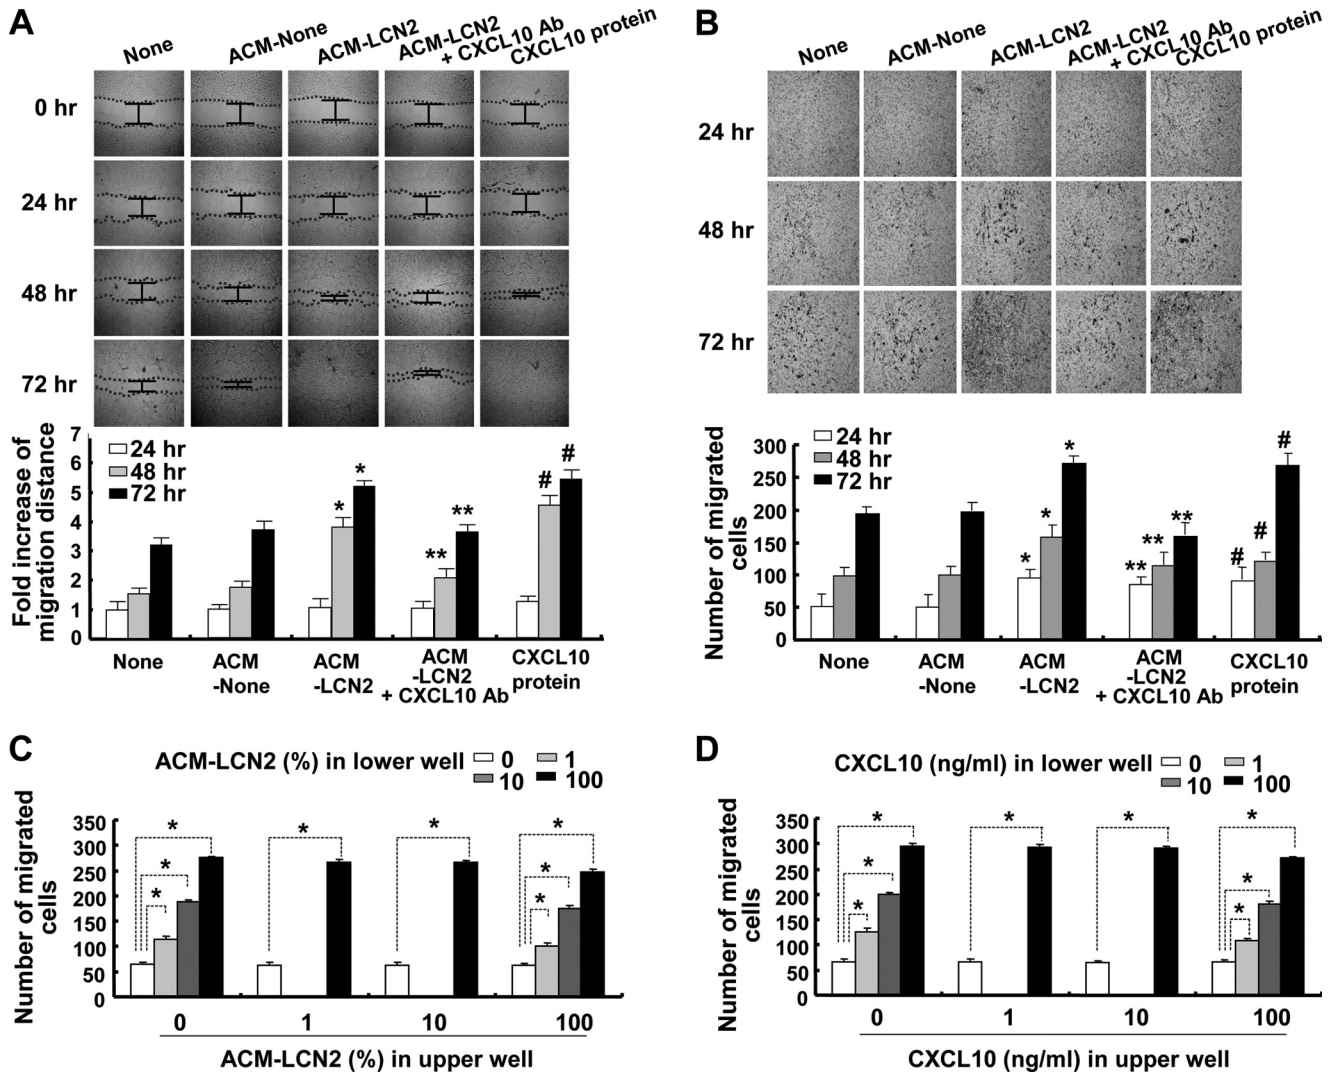 A
None
ACM-None
ACM-LCN2
ACM-LCN2
+ CXCL10 Ab
CXCL10 protein
0 hr
24 hr
48 hr
72 hr
Fold increase of
migration distance
7
6
5
4
3
2
1
0
24 hr
48 hr
72 hr
*
*
**
**
#
#
None
ACM
-None
ACM
-LCN2
ACM
-LCN2
+ CXCL10 Ab
CXCL10
protein
B
None
ACM-None
ACM-LCN2
ACM-LCN2
+ CXCL10 Ab
CXCL10 protein
24 hr
48 hr
72 hr
Number of migrated
cells
300
250
200
150
100
50
0
24 hr
48 hr
72 hr
*
*
*
**
**
**
#
#
#
None
ACM
-None
ACM
-LCN2
ACM
-LCN2
+ CXCL10 Ab
CXCL10
protein
C
ACM-LCN2 (%) in lower well
0
1
10
100
Number of migrated
cells
350
300
250
200
150
100
50
0
*
*
*
*
*
*
*
*
0
1
10
100
ACM-LCN2 (%) in upper well
D
CXCL10 (ng/ml) in lower well
0
1
10
100
Number of migrated
cells
350
300
250
200
150
100
50
0
*
*
*
*
*
*
*
*
0
1
10
100
CXCL10 (ng/ml) in upper well